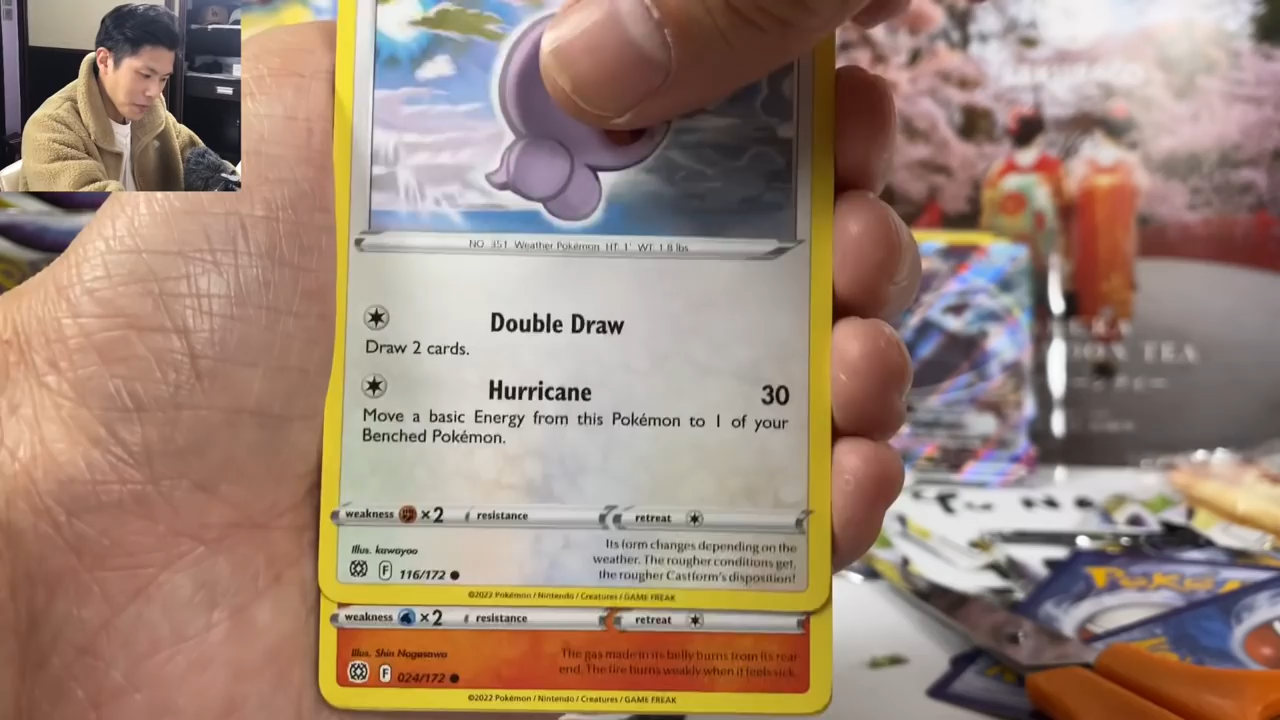 NO. 351 Weather Pokémon HT: 1' WT: 1.8 lbs
Double Draw
Draw 2 cards.
Hurricane 30
Move a basic Energy from this Pokémon to 1 of your
Benched Pokémon.
weakness ×2 resistance retreat
Illus. kawayoo
Its form changes depending on the
weather. The rougher conditions get,
the rougher Castform's disposition!
F 116/172
©2022 Pokémon / Nintendo / Creatures / GAME FREAK
weakness ×2 resistance retreat
Illus. Shin Nagasawa
The gas made in its belly burns from its rear
end. The fire burns weakly when it feels sick.
F 024/172
©2022 Pokémon / Nintendo / Creatures / GAME FREAK
TEA